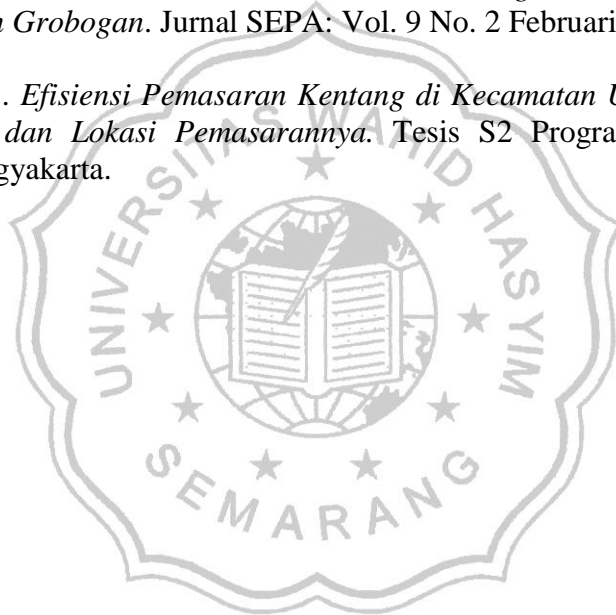 n Grobogan. Jurnal SEPA: Vol. 9 No. 2 Februari
. Efisiensi Pemasaran Kentang di Kecamatan
dan Lokasi Pemasarannya. Tesis S2
gyakarta.
UNIVERSITAS WAHID HASYIM
SEMARANG